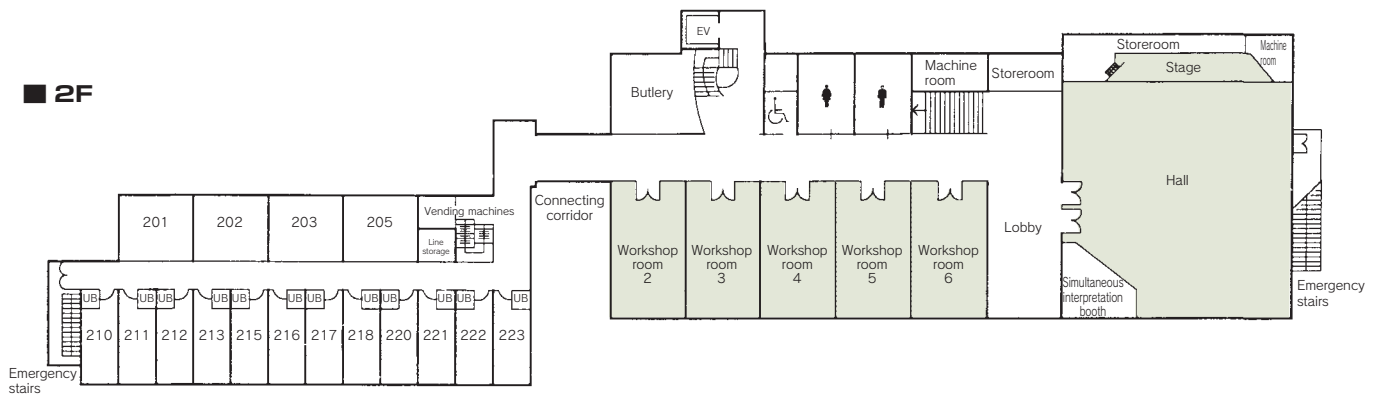 ■ 2F
EV
Butlery
Machine
room
Storeroom
Storeroom
Machine
room
Stage
Hall
201
202
203
205
Vending machines
Line
storage
Connecting
corridor
Workshop
room
2
Workshop
room
3
Workshop
room
4
Workshop
room
5
Workshop
room
6
Lobby
Simultaneous
interpretation
booth
Emergency
stairs
UB
UB
UB
UB
UB
UB
UB
UB
UB
UB
UB
UB
210
211
212
213
215
216
217
218
220
221
222
223
Emergency
stairs